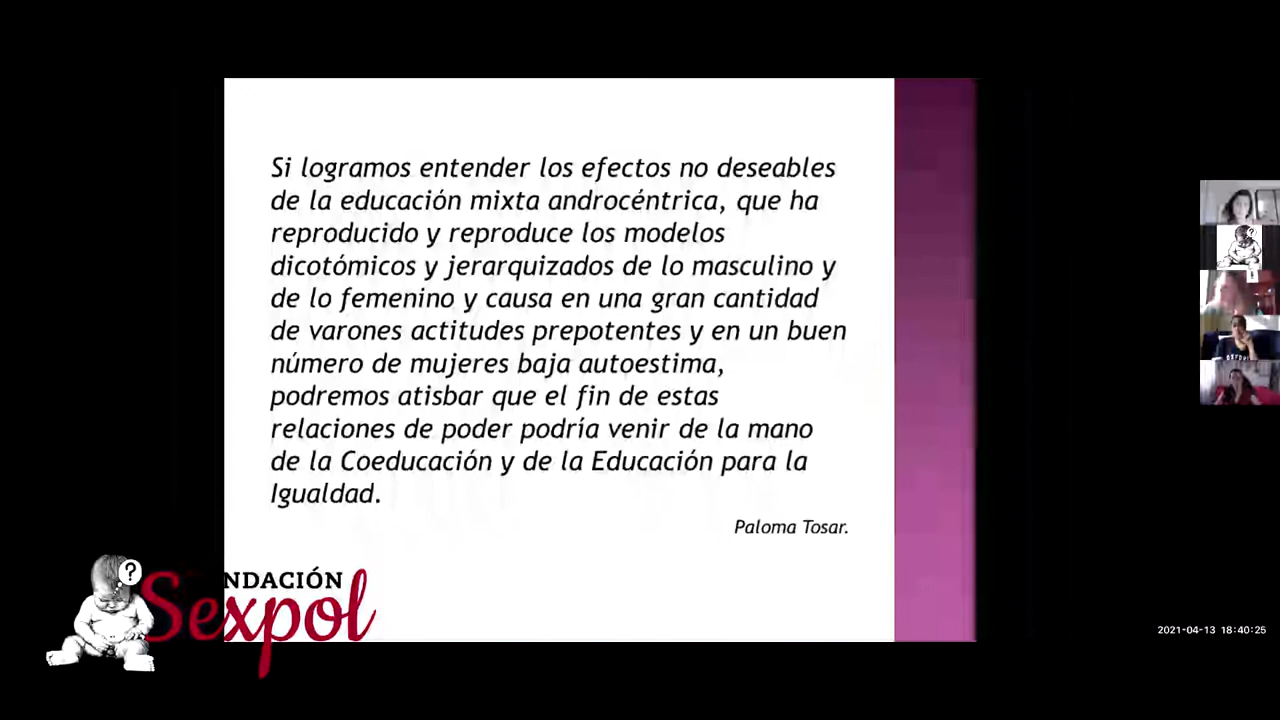 Si logramos entender los efectos no deseables
de la educación mixta androcéntrica, que ha
reproducido y reproduce los modelos
dicotómicos y jerarquizados de lo masculino y
de lo femenino y causa en una gran cantidad
de varones actitudes prepotentes y en un buen
número de mujeres baja autoestima,
podremos atisbar que el fin de estas
relaciones de poder podría venir de la mano
de la Coeducación y de la Educación para la
Igualdad.
Paloma Tosar.
?
NDACIÓN
Sexpol
2021-04-13 18:40:25